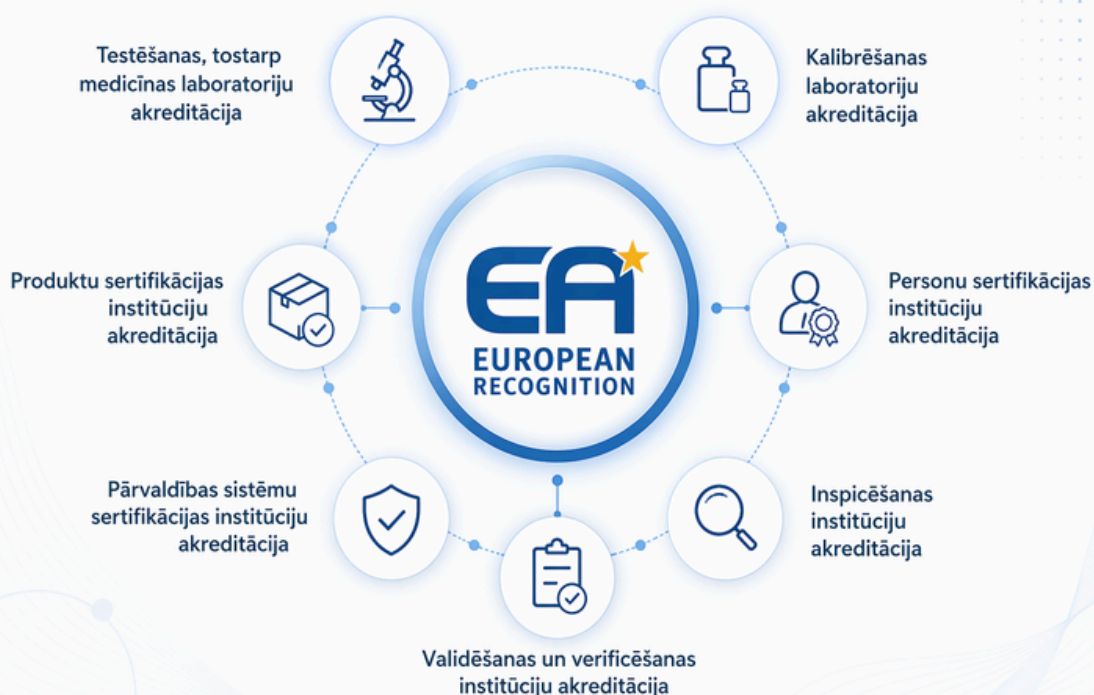 Testēšanas, tostarp
medicīnas laboratoriju
akreditācija
Kalibrēšanas
laboratoriju
akreditācija
Produktu sertifikācijas
institūciju
akreditācija
EA
EUROPEAN
RECOGNITION
Personu sertifikācijas
institūciju
akreditācija
Pārvaldības sistēmu
sertifikācijas institūciju
akreditācija
Inspicēšanas
institūciju
akreditācija
Validēšanas un verificēšanas
institūciju akreditācija